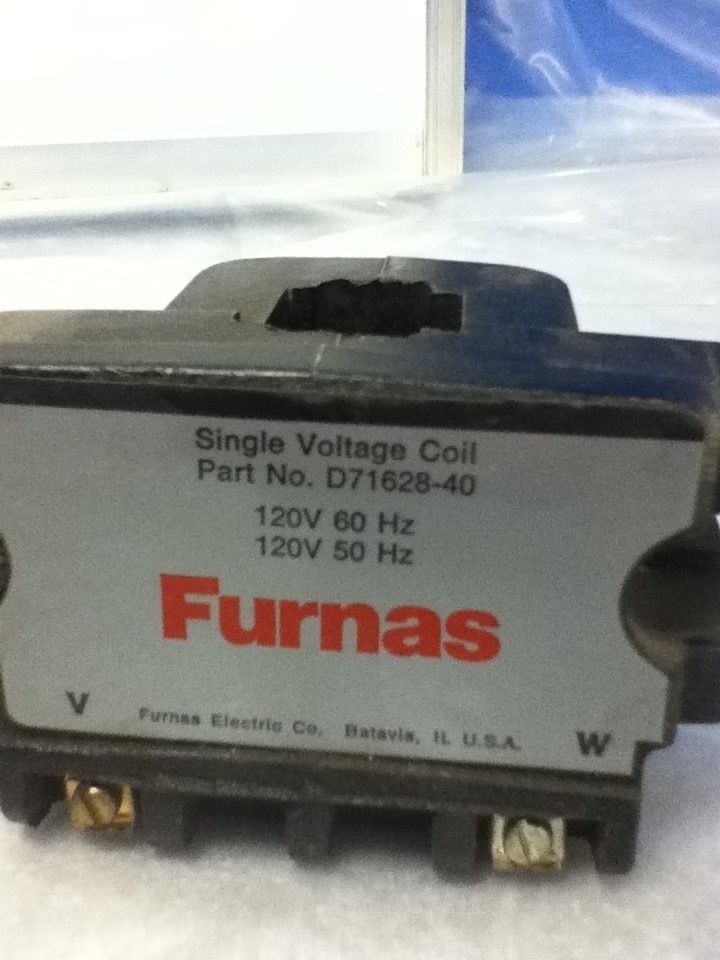 Single Voltage Coil
Part No. D71628-40
120V 60 Hz
120V 50 Hz
Furnas
V
Furnas Electric Co. Batavia, IL U.S.A.
W